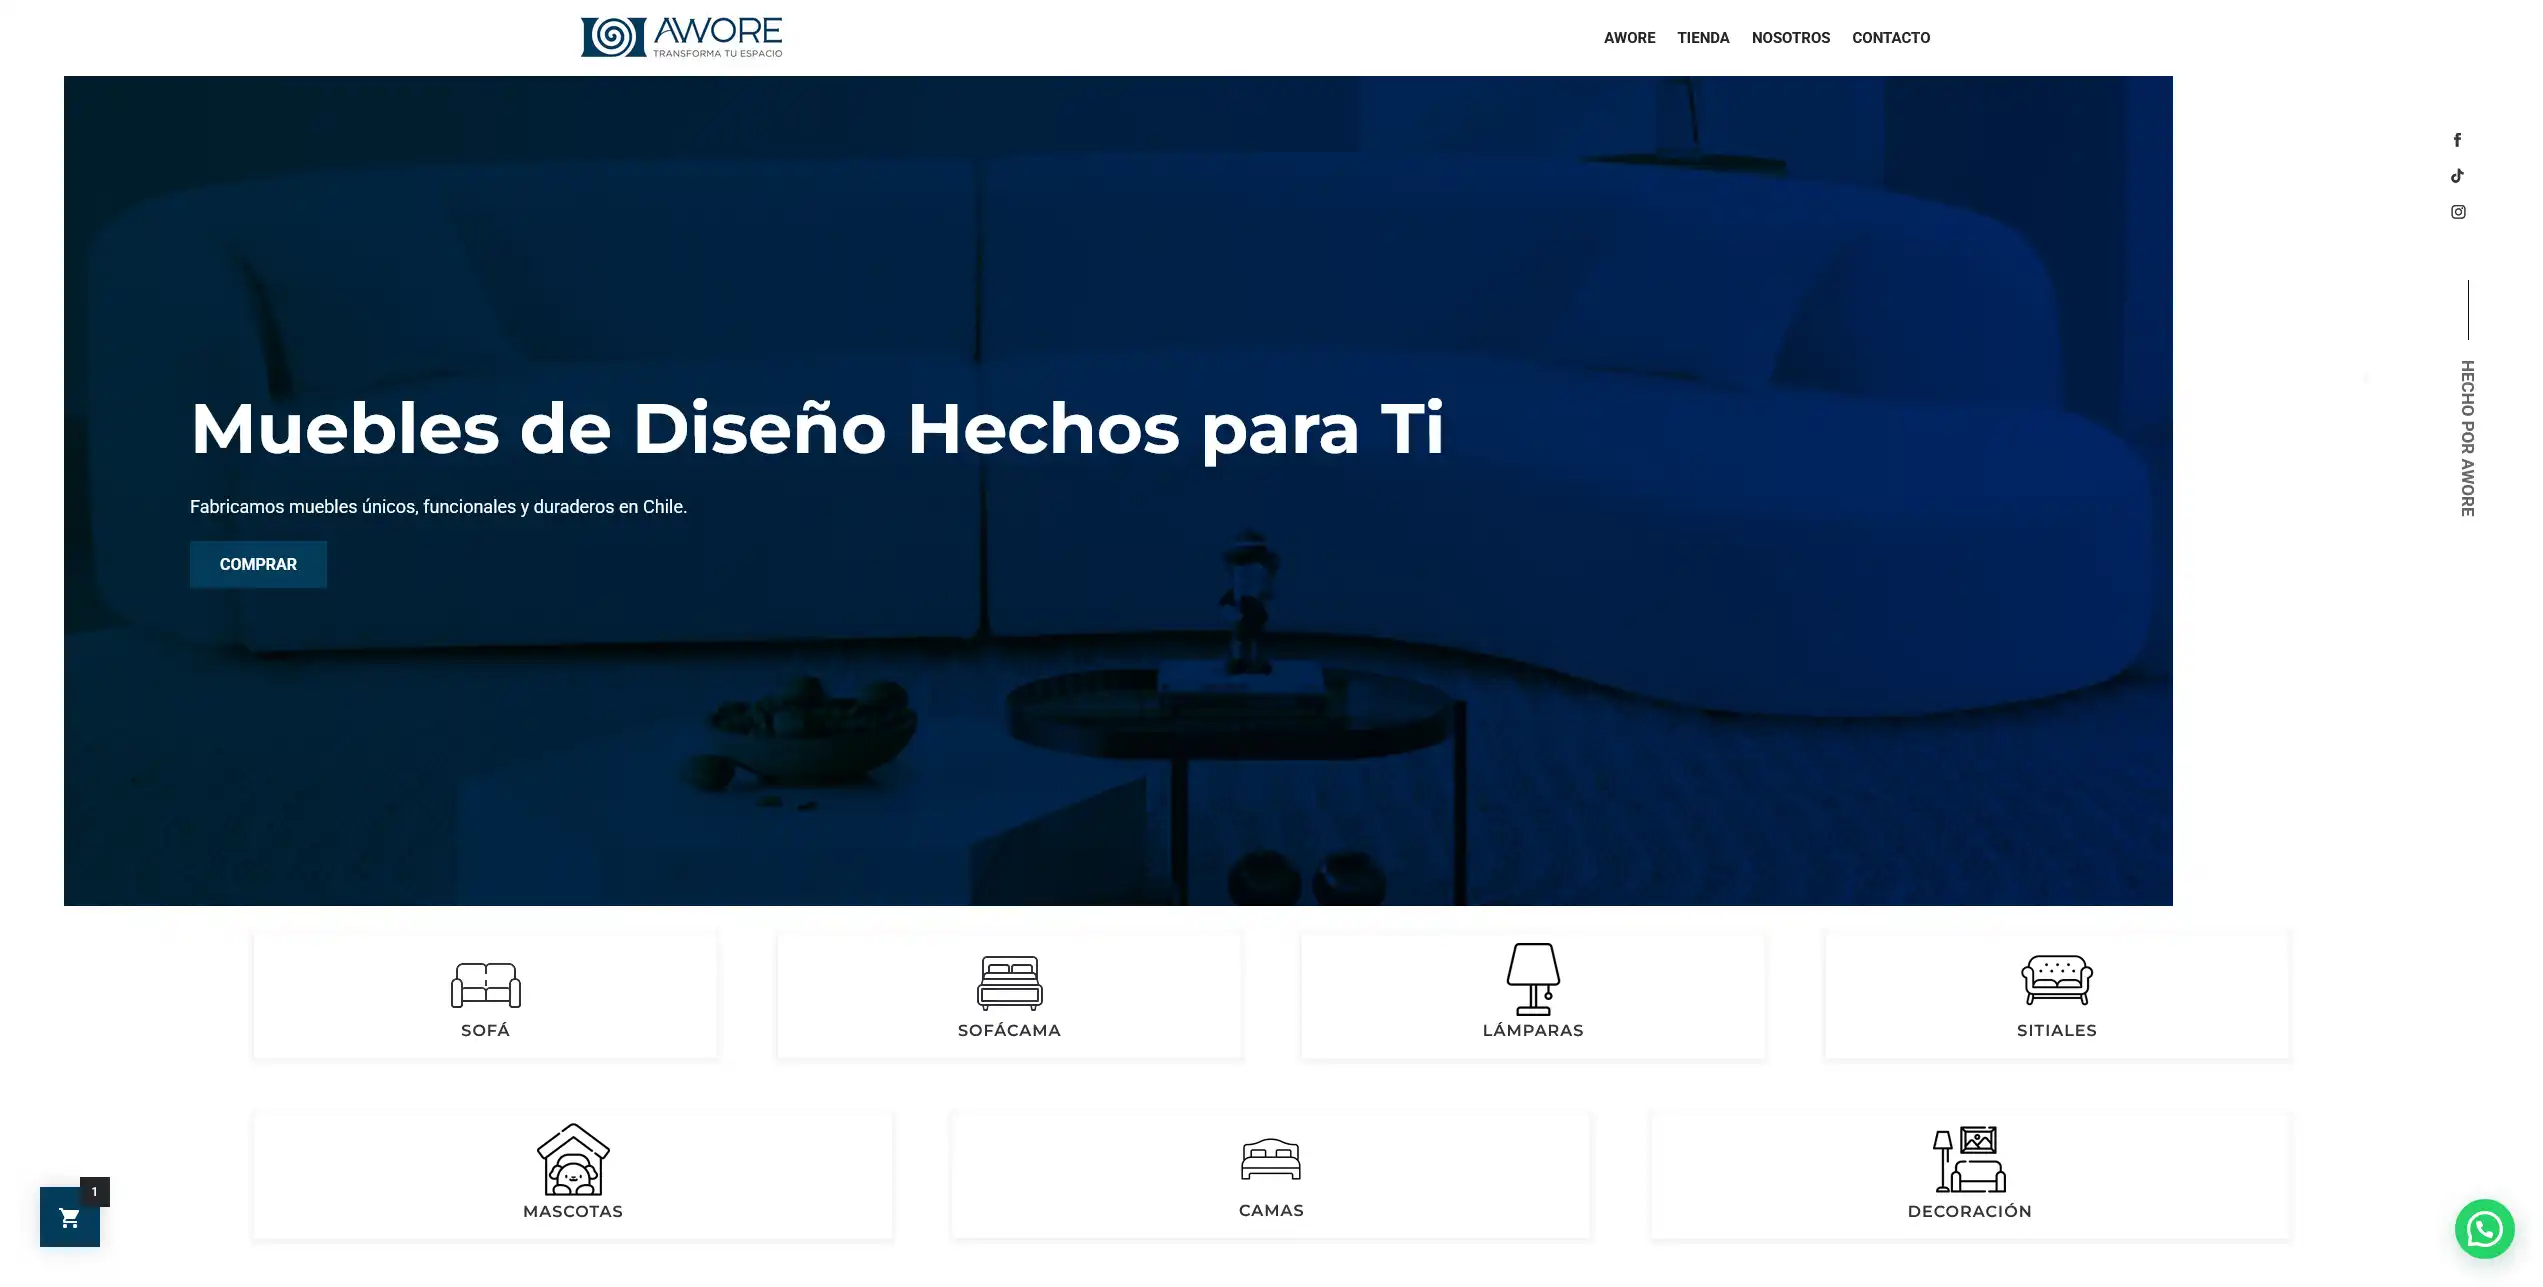 AWORE
TRANSFORMA TU ESPACIO
AWORE TIENDA NOSOTROS CONTACTO
Muebles de Diseño Hechos para Ti
Fabricamos muebles únicos, funcionales y duraderos en Chile.
COMPRAR
HECHO POR AWORE
SOFÁ
SOFÁCAMA
LÁMPARAS
SITIALES
MASCOTAS
CAMAS
DECORACIÓN
1